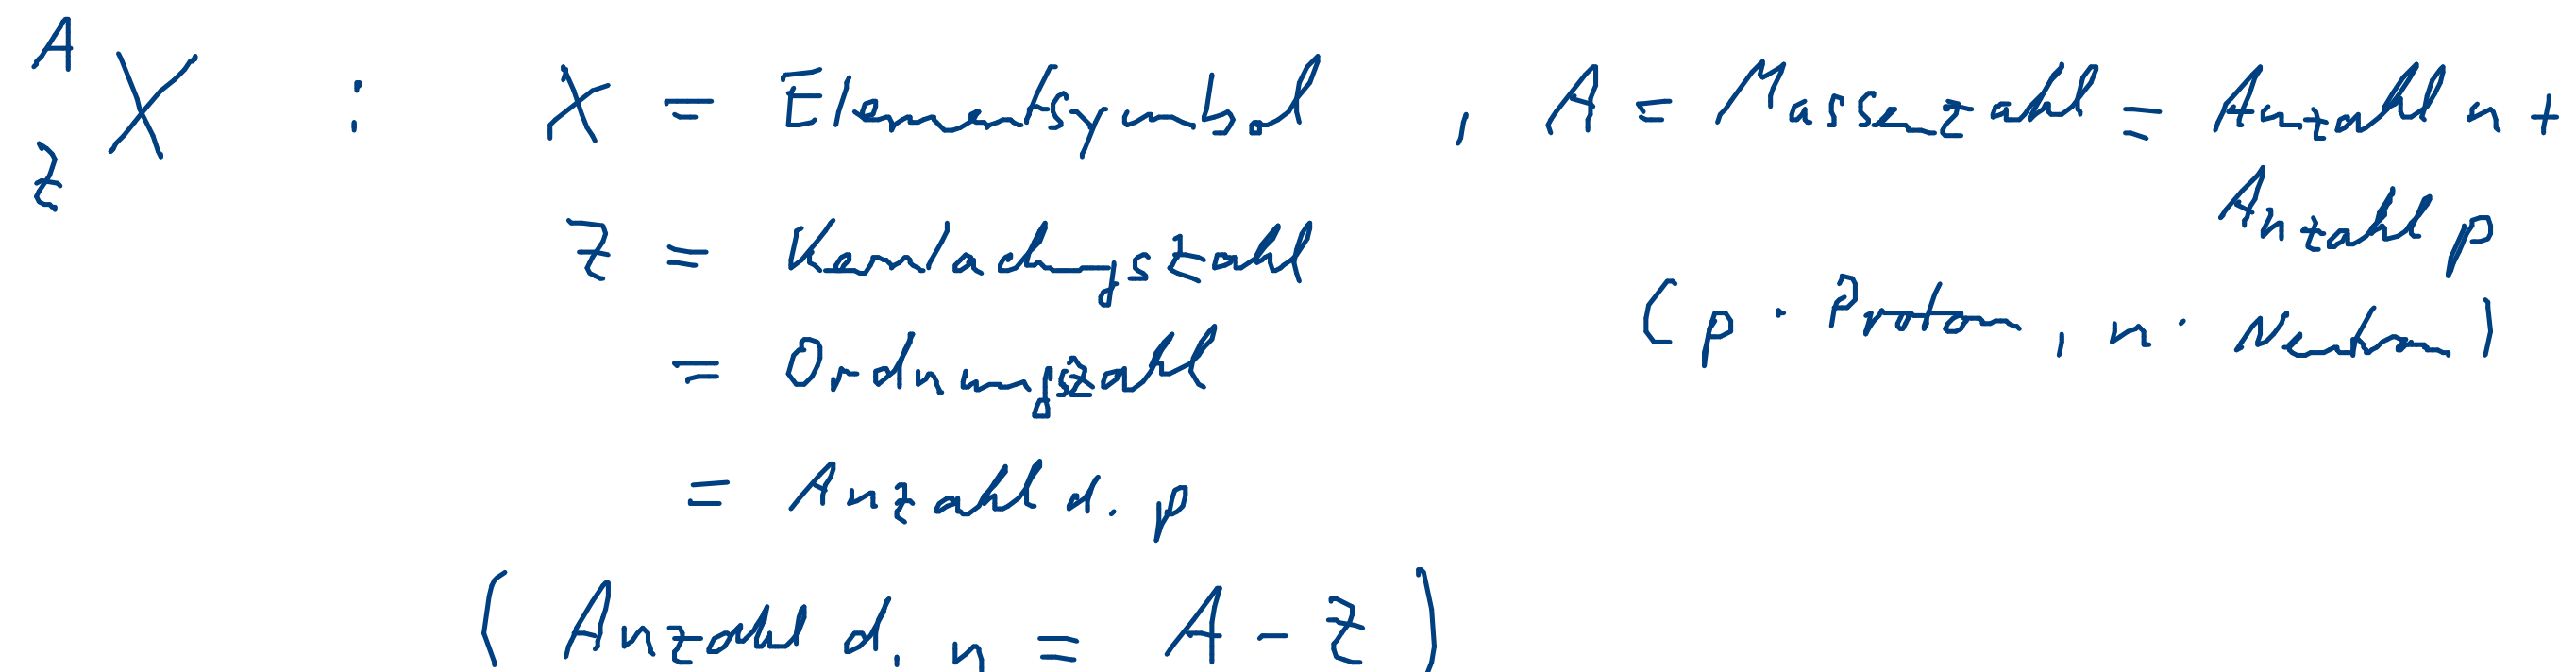 A
Z X : X = Elementsymbol , A = Massenzahl = Anzahl n +
Anzahl p
Z = Kernladungszahl
(p · Proton, n · Neutron)
= Ordnungszahl
= Anzahl d. p
(Anzahl d. n = A - Z)